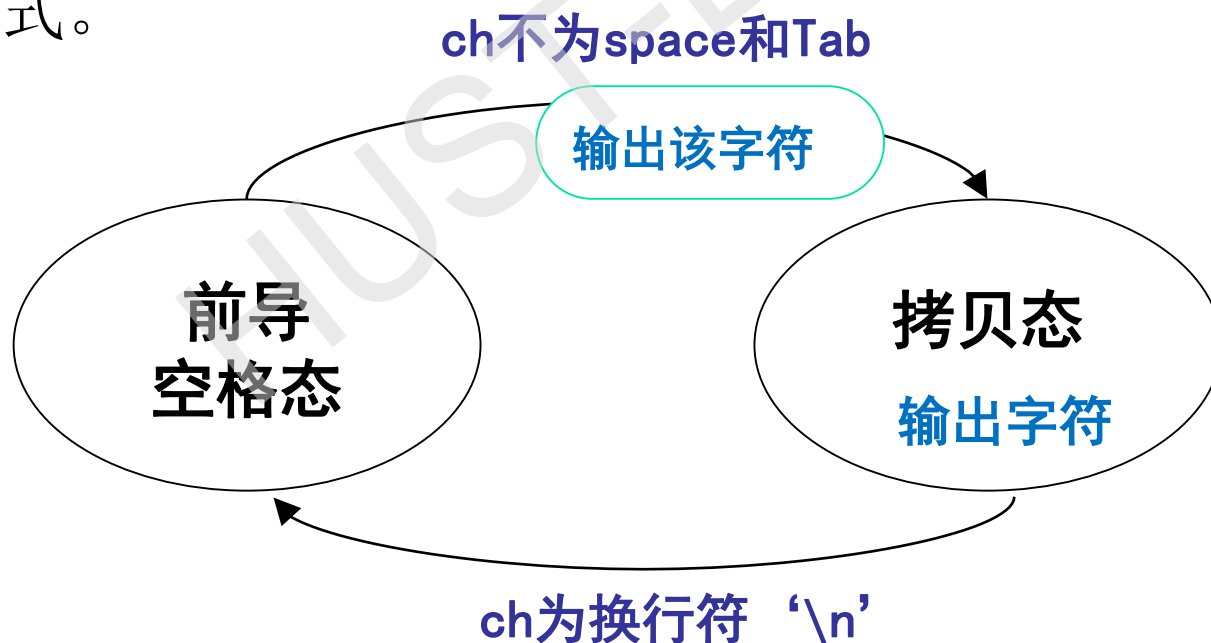 式。
ch不为space和Tab
输出该字符
前导
空格态
拷贝态
输出字符
ch为换行符‘\n’
HUST-